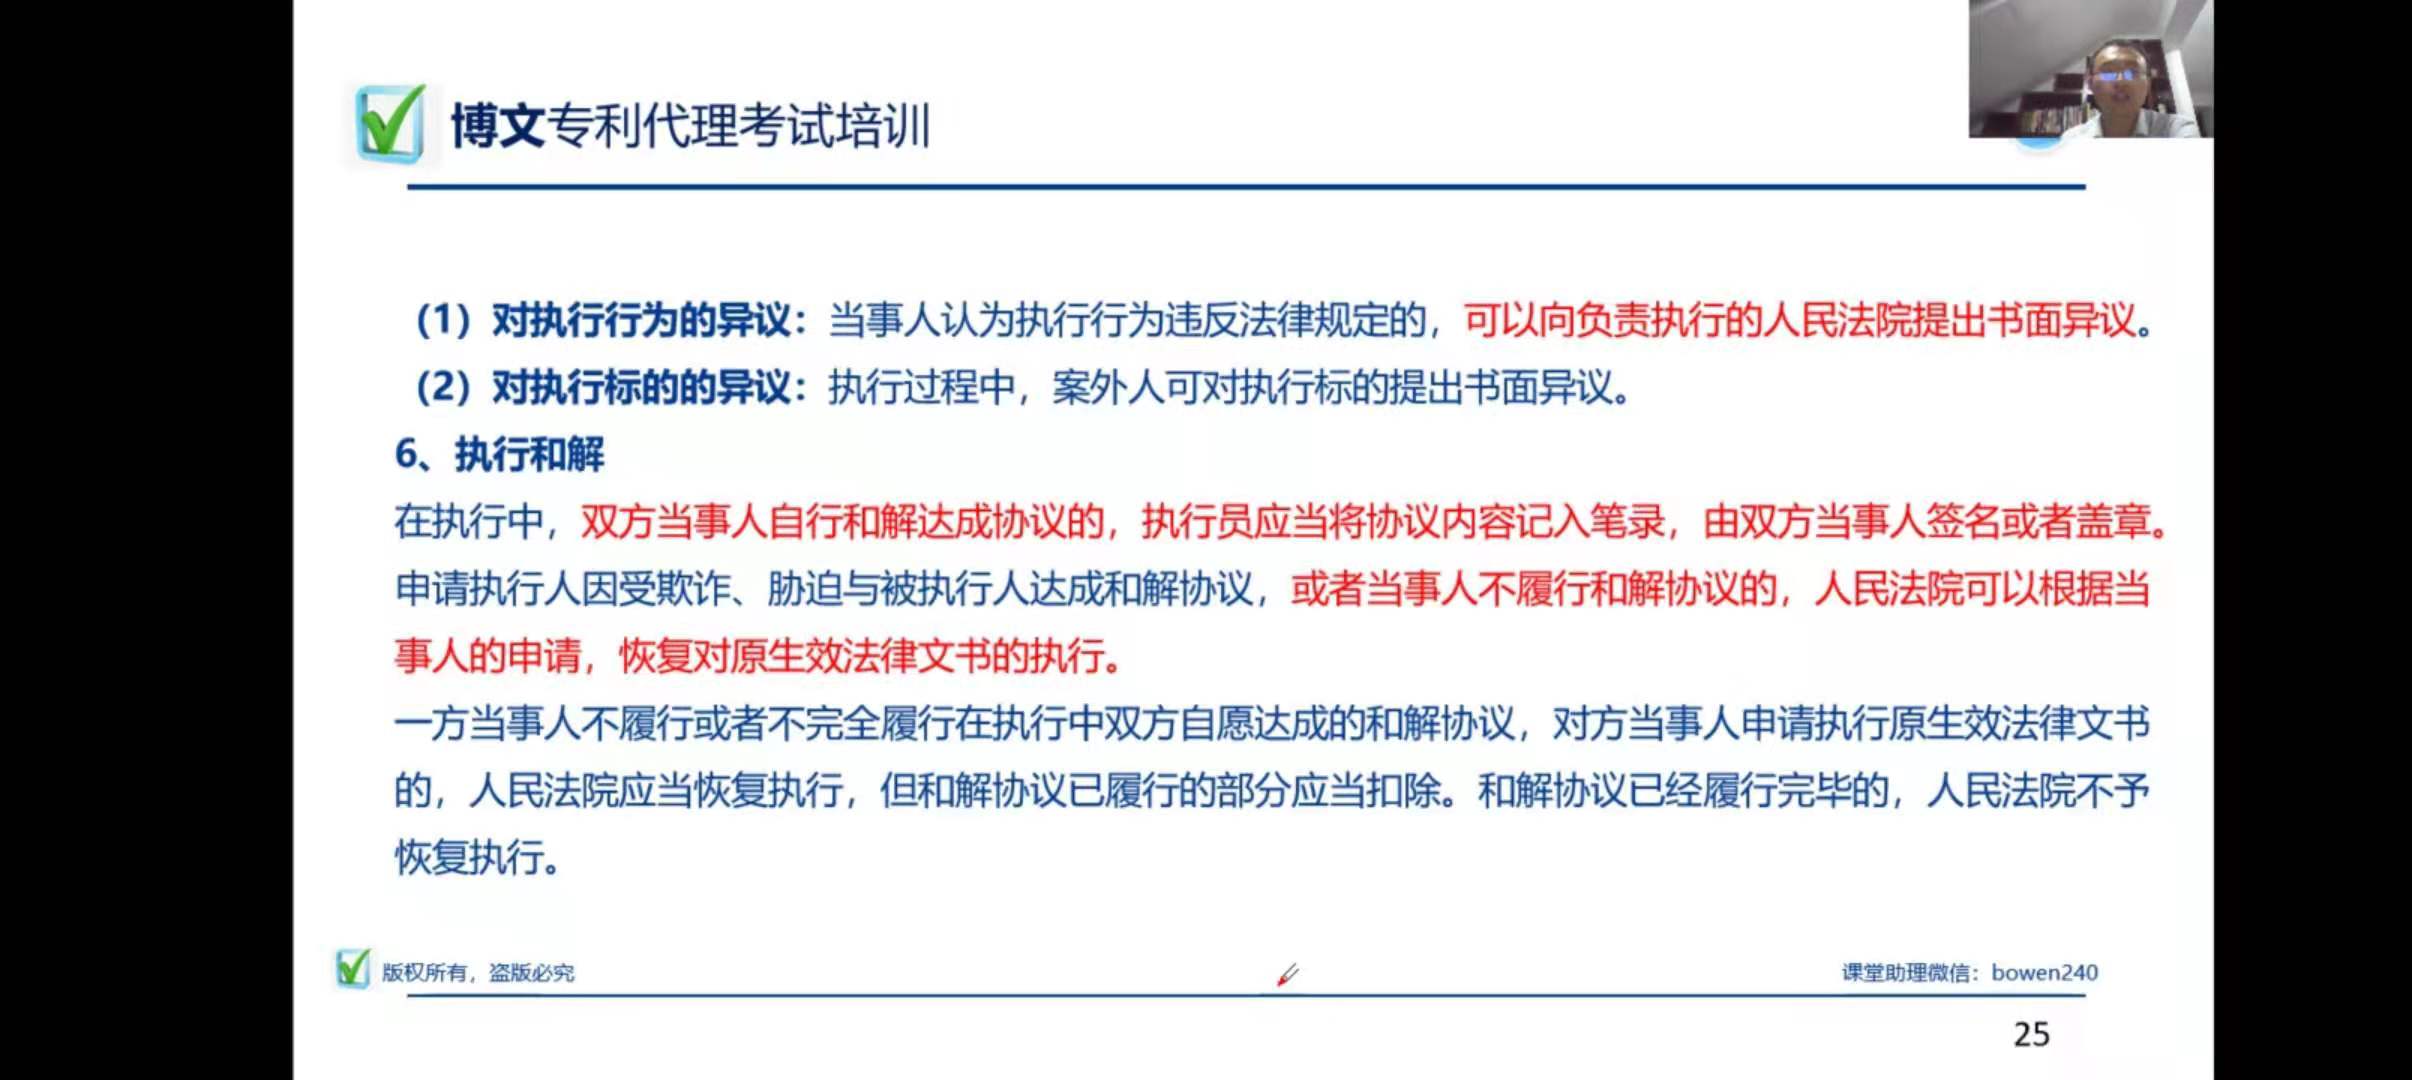 博文专利代理考试培训
（1）对执行行为的异议：当事人认为执行行为违反法律规定的，可以向负责执行的人民法院提出书面异议。
（2）对执行标的的异议：执行过程中，案外人可对执行标的提出书面异议。
6、执行和解
在执行中，双方当事人自行和解达成协议的，执行员应当将协议内容记入笔录，由双方当事人签名或者盖章。
申请执行人因受欺诈、胁迫与被执行人达成和解协议，或者当事人不履行和解协议的，人民法院可以根据当
事人的申请，恢复对原生效法律文书的执行。
一方当事人不履行或者不完全履行在执行中双方自愿达成的和解协议，对方当事人申请执行原生效法律文书
的，人民法院应当恢复执行，但和解协议已履行的部分应当扣除。和解协议已经履行完毕的，人民法院不予
恢复执行。
版权所有，盗版必究
课堂助理微信：bowen240
25